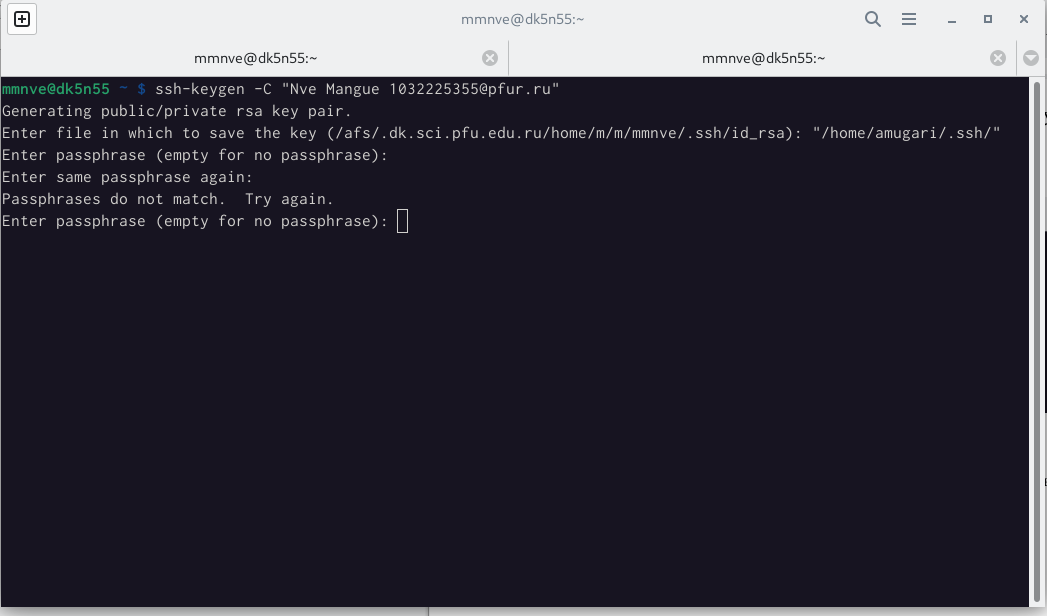 mmnve@dk5n55:~
mmnve@dk5n55:~
mmnve@dk5n55:~
mmnve@dk5n55 ~ $ ssh-keygen -C "Nve Mangue 1032225355@pfur.ru"
Generating public/private rsa key pair.
Enter file in which to save the key (/afs/.dk.sci.pfu.edu.ru/home/m/m/mmnve/.ssh/id_rsa): "/home/amugari/.ssh/"
Enter passphrase (empty for no passphrase):
Enter same passphrase again:
Passphrases do not match.  Try again.
Enter passphrase (empty for no passphrase):